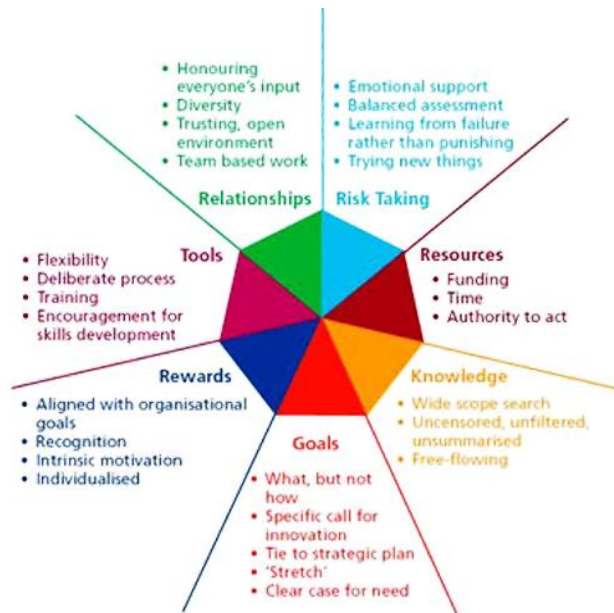 • Honouring
everyone's input
• Diversity
• Trusting, open
environment
• Team based work
Relationships
• Emotional support
• Balanced assessment
• Learning from failure
rather than punishing
• Trying new things
Risk Taking
Tools
• Flexibility
• Deliberate process
• Training
• Encouragement for
skills development
Resources
• Funding
• Time
• Authority to act
Rewards
• Aligned with organisational
goals
• Recognition
• Intrinsic motivation
• Individualised
Knowledge
• Wide scope search
• Uncensored, unfiltered,
unsummarised
• Free-flowing
Goals
• What, but not
how
• Specific call for
innovation
• Tie to strategic plan
• 'Stretch'
• Clear case for need